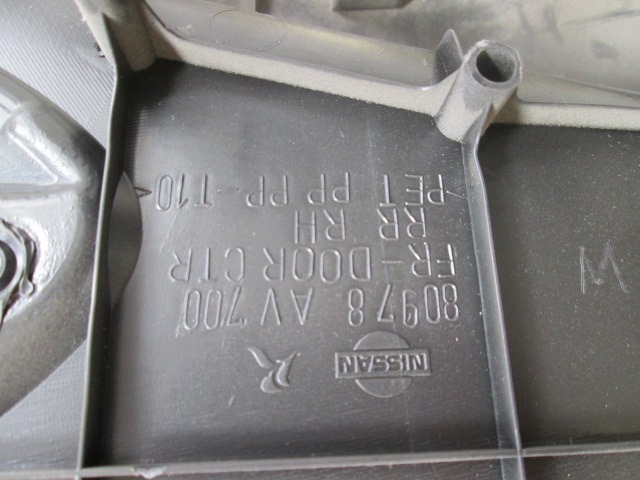 NISSAN
80978 AV700
FR-DOOR CTR
RR RH
>PET PP PP-T10<
M